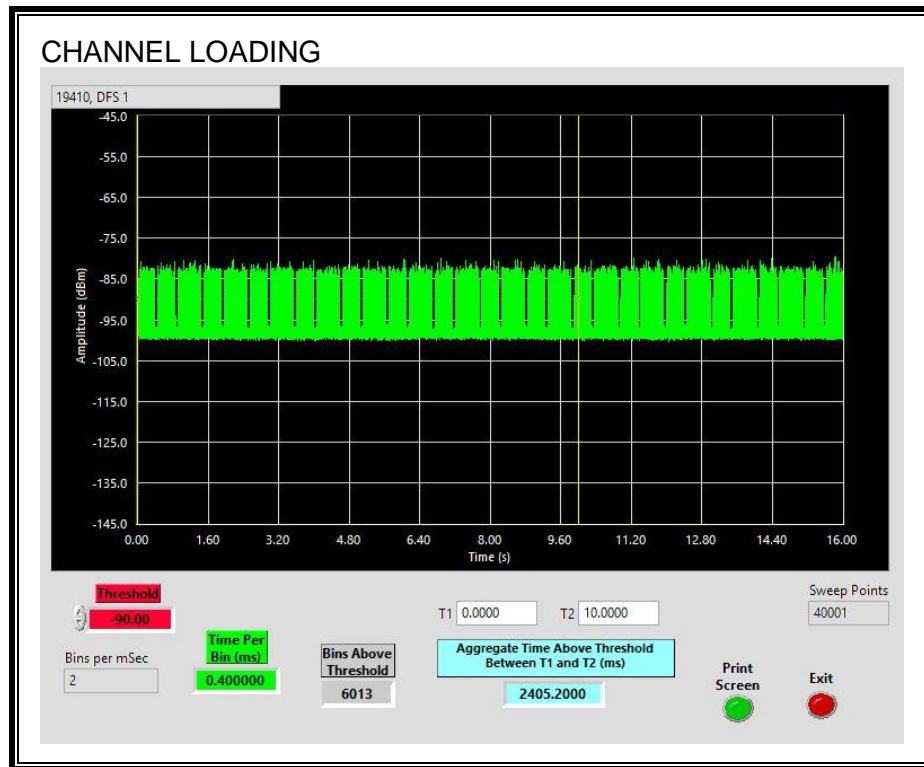 CHANNEL LOADING
19410, DFS 1
-45.0
-55.0
-65.0
-75.0
-85.0
-95.0
-105.0
-115.0
-125.0
-135.0
-145.0
Amplitude (dBm)
0.00 1.60 3.20 4.80 6.40 8.00 9.60 11.20 12.80 14.40 16.00
Time (s)
Threshold
-90.00
Bins per mSec
2
Time Per
Bin (ms)
0.400000
Bins Above
Threshold
6013
T1 0.0000 T2 10.0000
Aggregate Time Above Threshold
Between T1 and T2 (ms)
2405.2000
Sweep Points
40001
Print
Screen
Exit